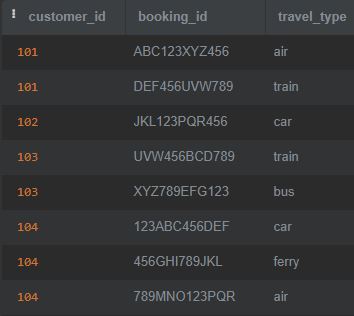 customer_id booking_id travel_type
101 ABC123XYZ456 air
101 DEF456UVW789 train
102 JKL123PQR456 car
103 UVW456BCD789 train
103 XYZ789EFG123 bus
104 123ABC456DEF car
104 456GHI789JKL ferry
104 789MNO123PQR air